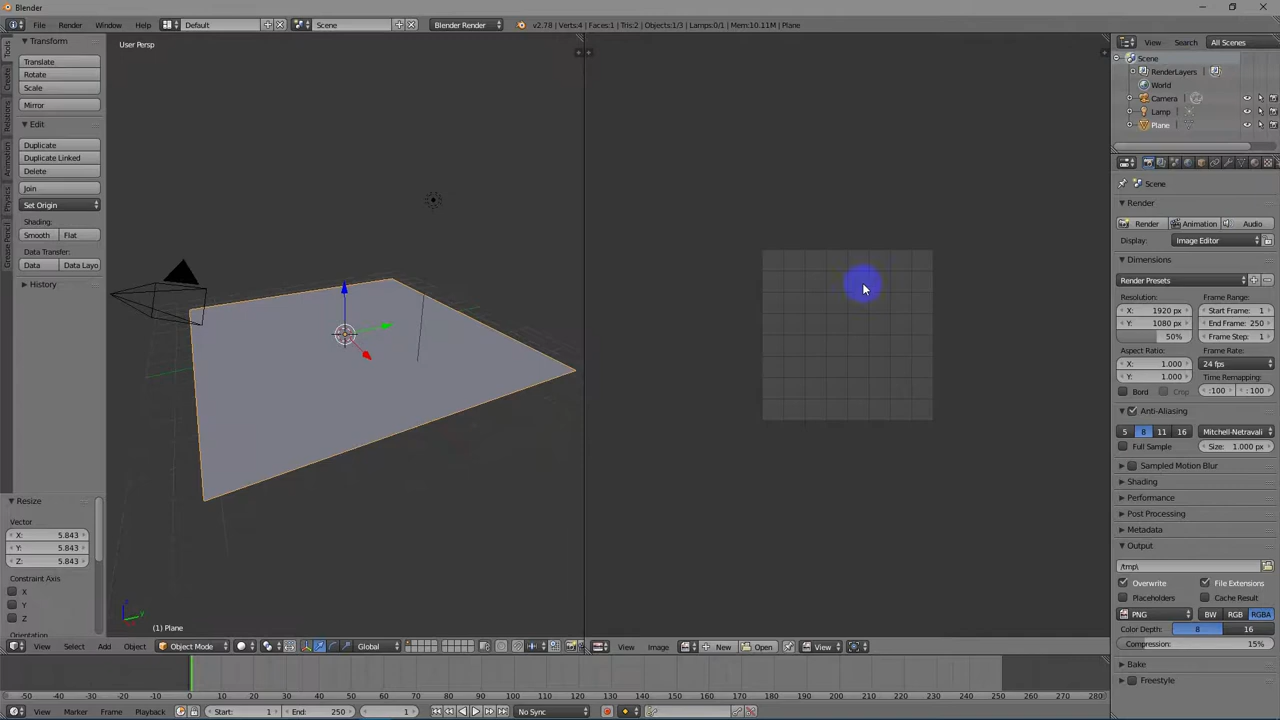 Blender
File Render Window Help Default Scene Blender Render v2.78 | Verts:4 | Faces:1 | Tris:2 | Objects:1/3 | Lamps:0/1 | Mem:10.11M | Plane
Tools
Create
Relations
Animation
Physics
Grease Pencil
Transform
Translate
Rotate
Scale
Mirror
Edit
Duplicate
Duplicate Linked
Delete
Join
Set Origin
Shading:
Smooth Flat
Data Transfer:
Data Data Layo
History
Resize
Vector
X: 5.843
Y: 5.843
Z: 5.843
Constraint Axis
X
Y
Z
Orientation
User Persp
(1) Plane
View Select Add Object Object Mode Global
View Image New Open View
View Search All Scenes
Scene
RenderLayers
World
Camera
Lamp
Plane
Scene
Render
Render Animation Audio
Display: Image Editor
Dimensions
Render Presets
Resolution: Frame Range:
X: 1920 px Start Frame: 1
Y: 1080 px End Frame: 250
50% Frame Step: 1
Aspect Ratio: Frame Rate:
X: 1.000 24 fps
Y: 1.000 Time Remapping:
Bord Crop :100 : 100
Anti-Aliasing
5 8 11 16 Mitchell-Netravali
Full Sample Size: 1.000 px
Sampled Motion Blur
Shading
Performance
Post Processing
Metadata
Output
/tmp\
Overwrite File Extensions
Placeholders Cache Result
PNG BW RGB RGBA
Color Depth: 8 16
Compression: 15%
Bake
Freestyle
-50 -40 -30 -20 -10 0 10 20 30 40 50 60 70 80 90 100 110 120 130 140 150 160 170 180 190 200 210 220 230 240 250 260 270 280
View Marker Frame Playback Start: 1 End: 250 1 No Sync